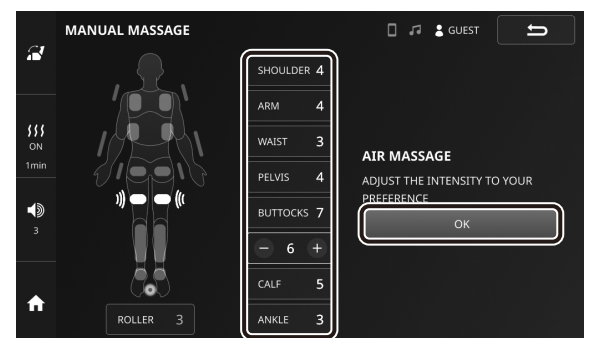 MANUAL MASSAGE
GUEST
ON
1min
3
SHOULDER 4
ARM 4
WAIST 3
PELVIS 4
BUTTOCKS 7
− 6 +
CALF 5
ANKLE 3
ROLLER 3
AIR MASSAGE
ADJUST THE INTENSITY TO YOUR
PREFERENCE
OK